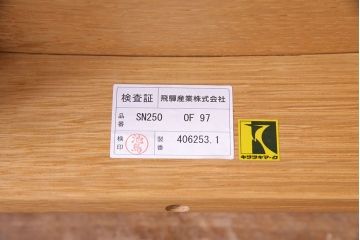 検査証 飛騨産業株式会社
品番 SN250 OF 97
検印 製番 406253.1
キツツキマーク